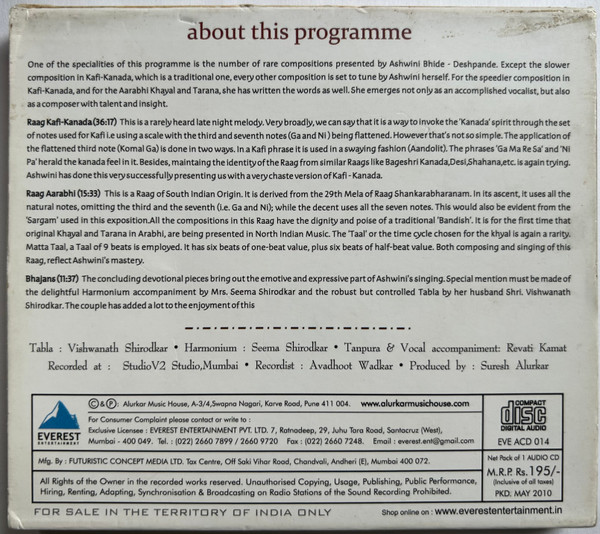 about this programme
One of the specialities of this programme is the number of rare compositions presented by Ashwini Bhide - Deshpande. Except the slower
composition in Kafi-Kanada, which is a traditional one, every other composition is set to tune by Ashwini herself. For the speedier composition in
Kafi-Kanada, and for the Aarabhi Khayal and Tarana, she has written the words as well. She emerges not only as an accomplished vocalist, but also
as a composer with talent and insight.
Raag Kafi-Kanada (36:17) This is a rarely heard late night melody. Very broadly, we can say that it is a way to invoke the 'Kanada' spirit through the set
of notes used for Kafi i.e using a scale with the third and seventh notes (Ga and Ni ) being flattened. However that's not so simple. The application of
the flattened third note (Komal Ga) is done in two ways. In a Kafi phrase it is used in a swaying fashion (Aandolit). The phrases 'Ga Ma Re Sa' and 'Ni
Pa' herald the kanada feel in it. Besides, maintaing the identity of the Raag from similar Raags like Bageshri Kanada,Desi,Shahana,etc. is again trying.
Ashwini has done this very successfully presenting us with a very chaste version of Kafi - Kanada.
Raag Aarabhi (15:33) This is a Raag of South Indian Origin. It is derived from the 29th Mela of Raag Shankarabharanam. In its ascent, it uses all the
natural notes, omitting the third and the seventh (i.e. Ga and Ni); while the decent uses all the seven notes. This would also be evident from the
'Sargam' used in this exposition.All the compositions in this Raag have the dignity and poise of a traditional 'Bandish'. It is for the first time that
original Khayal and Tarana in Arabhi, are being presented in North Indian Music. The 'Taal' or the time cycle chosen for the khyal is again a rarity.
Matta Taal, a Taal of 9 beats is employed. It has six beats of one-beat value, plus six beats of half-beat value. Both composing and singing of this
Raag, reflect Ashwini's mastery.
Bhajans (11:37) The concluding devotional pieces bring out the emotive and expressive part of Ashwini's singing. Special mention must be made of
the delightful Harmonium accompaniment by Mrs. Seema Shirodkar and the robust but controlled Tabla by her husband Shri. Vishwanath
Shirodkar. The couple has added a lot to the enjoyment of this
Tabla : Vishwanath Shirodkar • Harmonium : Seema Shirodkar • Tanpura & Vocal accompaniment: Revati Kamat
Recorded at : StudioV2 Studio,Mumbai • Recordist : Avadhoot Wadkar • Produced by : Suresh Alurkar
EVEREST
ENTERTAINMENT
©&Ⓟ: Alurkar Music House, A-3/4,Swapna Nagari, Karve Road, Pune 411 004. www.alurkarmusichouse.com
For Consumer Complaint please contact or write to :
Exclusive Licensee : EVEREST ENTERTAINMENT PVT. LTD. 7, Ratnadeep, 29, Juhu Tara Road, Santacruz (West),
Mumbai - 400 049. Tel. : (022) 2660 7899 / 2660 9720 Fax : (022) 2660 7248. Email : everest.ent@gmail.com
Mfg. By : FUTURISTIC CONCEPT MEDIA LTD. Tax Centre, Off Saki Vihar Road, Chandvali, Andheri (E), Mumbai 400 072.
All Rights of the Owner in the recorded works reserved. Unauthorised Copying, Usage, Publishing, Public Performance,
Hiring, Renting, Adapting, Synchronisation & Broadcasting on Radio Stations of the Sound Recording Prohibited.
COMPACT
disc
DIGITAL AUDIO
EVE ACD 014
Net Pack of 1 AUDIO CD
M.R.P. Rs.195/-
(Inclusive of all taxes)
PKD. MAY 2010
FOR SALE IN THE TERRITORY OF INDIA ONLY
Shop online on : www.everestentertainment.in